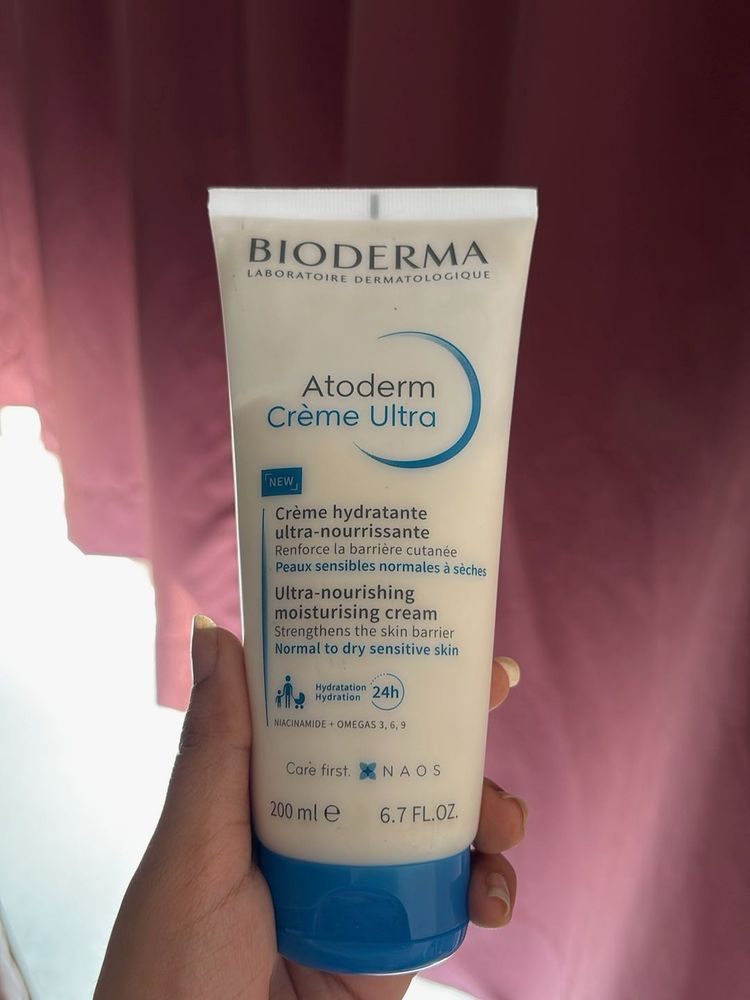 BIODERMA
LABORATOIRE DERMATOLOGIQUE
Atoderm
Crème Ultra
NEW
Crème hydratante
ultra-nourrissante
Renforce la barrière cutanée
Peaux sensibles normales à sèches
Ultra-nourishing
moisturising cream
Strengthens the skin barrier
Normal to dry sensitive skin
Hydratation
Hydration
24h
NIACINAMIDE + OMEGAS 3, 6, 9
Care first. NAOS
200 ml ℮ 6.7 FL.OZ.